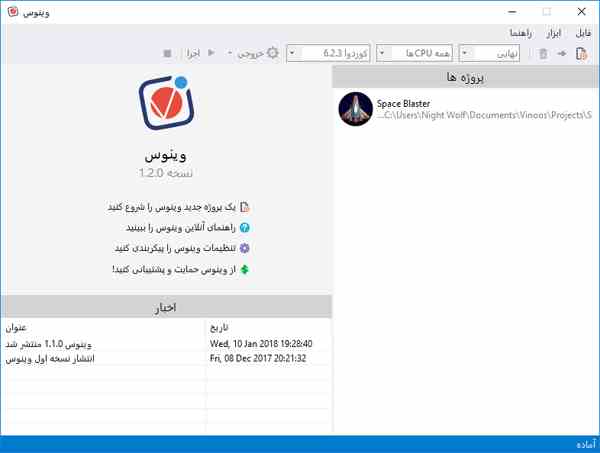 وینوس
فایل ابزار راهنما
نهایی همه CPUها کوردوا 6.2.3 خروجی اجرا
پروژه ها
Space Blaster
...C:\Users\Night Wolf\Documents\Vinoos\Projects\S
وینوس
نسخه 1.2.0
یک پروژه جدید وینوس را شروع کنید
راهنمای آنلاین وینوس را ببینید
تنظیمات وینوس را پیکربندی کنید
از وینوس حمایت و پشتیبانی کنید!
اخبار
عنوان تاریخ
وینوس 1.1.0 منتشر شد Wed, 10 Jan 2018 19:28:40
انتشار نسخه اول وینوس Fri, 08 Dec 2017 20:21:32
آماده